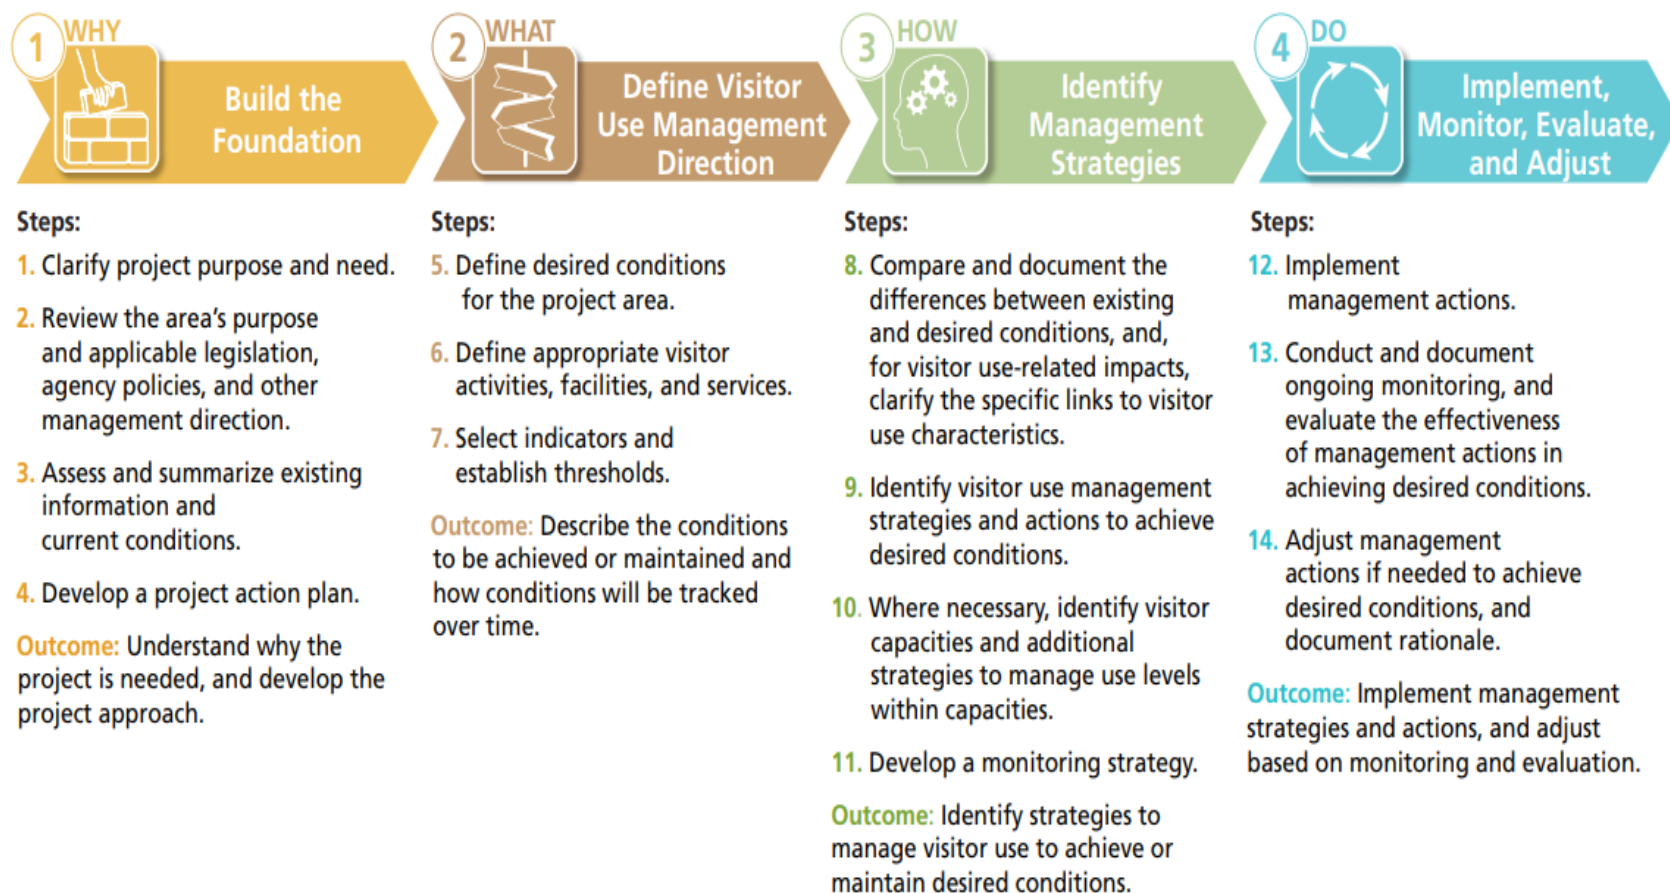 1
WHY
Build the
Foundation
Steps:
1. Clarify project purpose and need.
2. Review the area's purpose
and applicable legislation,
agency policies, and other
management direction.
3. Assess and summarize existing
information and
current conditions.
4. Develop a project action plan.
Outcome: Understand why the
project is needed, and develop the
project approach.
2
WHAT
Define Visitor
Use Management
Direction
Steps:
5. Define desired conditions
for the project area.
6. Define appropriate visitor
activities, facilities, and services.
7. Select indicators and
establish thresholds.
Outcome: Describe the conditions
to be achieved or maintained and
how conditions will be tracked
over time.
3
HOW
Identify
Management
Strategies
Steps:
8. Compare and document the
differences between existing
and desired conditions, and,
for visitor use-related impacts,
clarify the specific links to visitor
use characteristics.
9. Identify visitor use management
strategies and actions to achieve
desired conditions.
10. Where necessary, identify visitor
capacities and additional
strategies to manage use levels
within capacities.
11. Develop a monitoring strategy.
Outcome: Identify strategies to
manage visitor use to achieve or
maintain desired conditions.
4
DO
Implement,
Monitor, Evaluate,
and Adjust
Steps:
12. Implement
management actions.
13. Conduct and document
ongoing monitoring, and
evaluate the effectiveness
of management actions in
achieving desired conditions.
14. Adjust management
actions if needed to achieve
desired conditions, and
document rationale.
Outcome: Implement management
strategies and actions, and adjust
based on monitoring and evaluation.